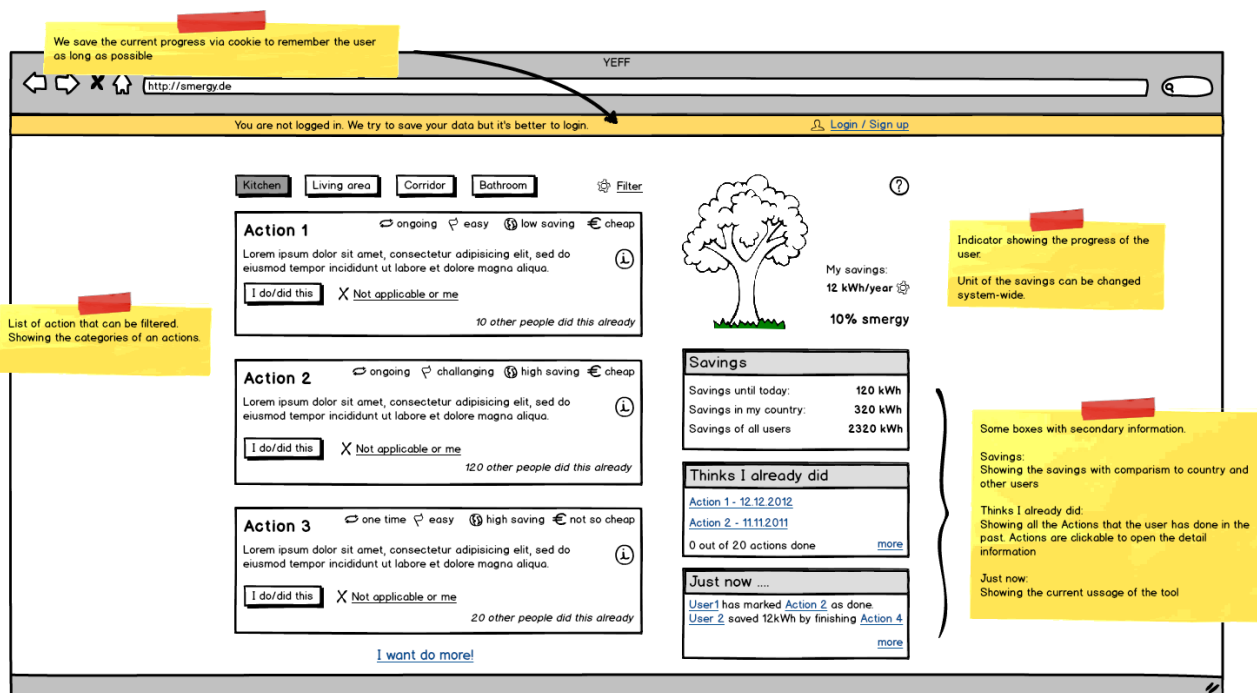 We save the current progress via cookie to remember the user
as long as possible
YEFF
http://smergy.de
You are not logged in. We try to save your data but it's better to login.
Login / Sign up
Kitchen
Living area
Corridor
Bathroom
Filter
?
Action 1
ongoing
easy
low saving
€ cheap
Lorem ipsum dolor sit amet, consectetur adipisicing elit, sed do
eiusmod tempor incididunt ut labore et dolore magna aliqua.
i
I do/did this
X Not applicable or me
10 other people did this already
Action 2
ongoing
challanging
high saving
€ cheap
Lorem ipsum dolor sit amet, consectetur adipisicing elit, sed do
eiusmod tempor incididunt ut labore et dolore magna aliqua.
i
I do/did this
X Not applicable or me
120 other people did this already
Action 3
one time
easy
high saving
€ not so cheap
Lorem ipsum dolor sit amet, consectetur adipisicing elit, sed do
eiusmod tempor incididunt ut labore et dolore magna aliqua.
i
I do/did this
X Not applicable or me
20 other people did this already
I want do more!
My savings:
12 kWh/year
10% smergy
Savings
Savings until today: 120 kWh
Savings in my country: 320 kWh
Savings of all users 2320 kWh
Thinks I already did
Action 1 - 12.12.2012
Action 2 - 11.11.2011
0 out of 20 actions done more
Just now ....
User1 has marked Action 2 as done.
User 2 saved 12kWh by finishing Action 4
more
List of action that can be filtered.
Showing the categories of an actions.
Indicator showing the progress of the
user.
Unit of the savings can be changed
system-wide.
Some boxes with secondary information.
Savings:
Showing the savings with comparism to country and
other users
Thinks I already did:
Showing all the Actions that the user has done in the
past. Actions are clickable to open the detail
information
Just now:
Showing the current ussage of the tool